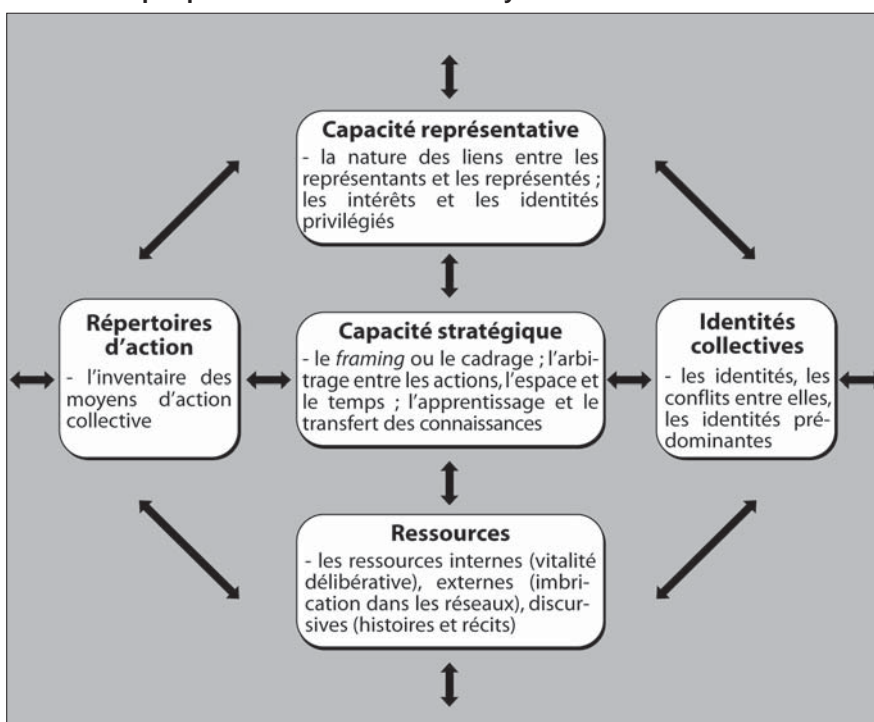 Capacité représentative
- la nature des liens entre les
représentants et les représentés ;
les intérêts et les identités
privilégiés
Répertoires
d'action
- l'inventaire des
moyens d'action
collective
Capacité stratégique
- le framing ou le cadrage ; l'arbi-
trage entre les actions, l'espace et
le temps ; l'apprentissage et le
transfert des connaissances
Identités
collectives
- les identités, les
conflits entre elles,
les identités pré-
dominantes
Ressources
- les ressources internes (vitalité
délibérative), externes (imbri-
cation dans les réseaux), discur-
sives (histoires et récits)